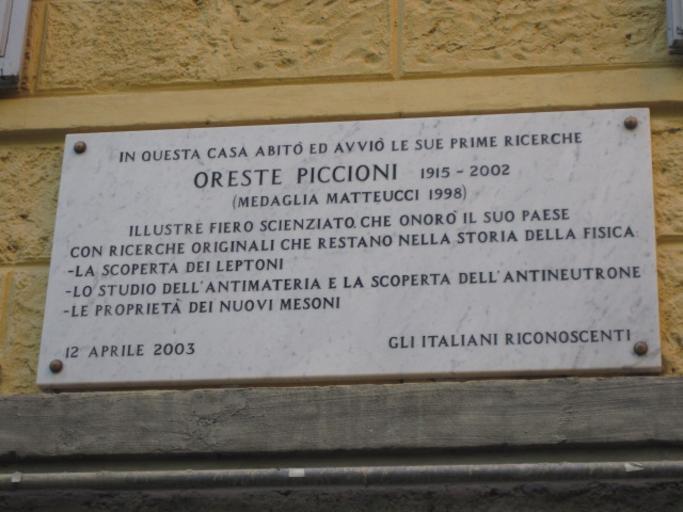 IN QUESTA CASA ABITÒ ED AVVIÒ LE SUE PRIME RICERCHE
ORESTE PICCIONI 1915 - 2002
(MEDAGLIA MATTEUCCI 1998)
ILLUSTRE FIERO SCIENZIATO. CHE ONORÒ IL SUO PAESE
CON RICERCHE ORIGINALI CHE RESTANO NELLA STORIA DELLA FISICA:
-LA SCOPERTA DEI LEPTONI
-LO STUDIO DELL'ANTIMATERIA E LA SCOPERTA DELL'ANTINEUTRONE
-LE PROPRIETÀ DEI NUOVI MESONI
12 APRILE 2003 GLI ITALIANI RICONOSCENTI